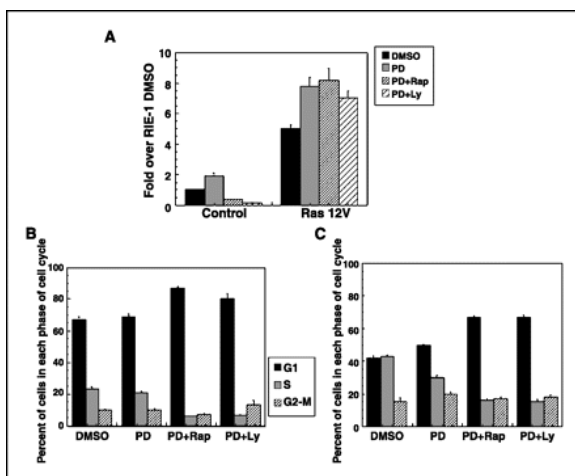 A
Fold over RIE-1 DMSO
10
8
6
4
2
0
Control
Ras 12V
DMSO
PD
PD+Rap
PD+Ly
B
Percent of cells in each phase of cell cycle
100
80
60
40
20
0
DMSO
PD
PD+Rap
PD+Ly
G1
S
G2-M
C
Percent of cells in each phase of cell cycle
100
80
60
40
20
0
DMSO
PD
PD+Rap
PD+Ly